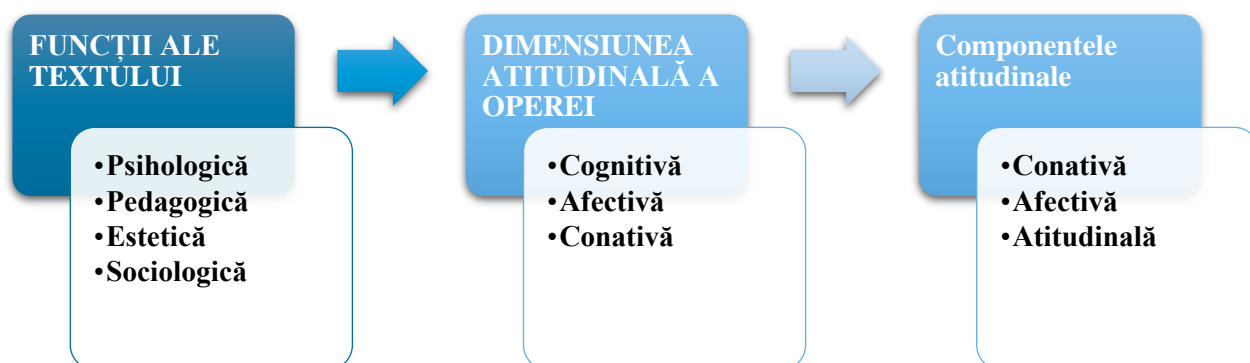 FUNCȚII ALE
TEXTULUI
•Psihologică
•Pedagogică
•Estetică
•Sociologică
DIMENSIUNEA
ATITUDINALĂ A
OPEREI
•Cognitivă
•Afectivă
•Conativă
Componentele
atitudinale
•Conativă
•Afectivă
•Atitudinală